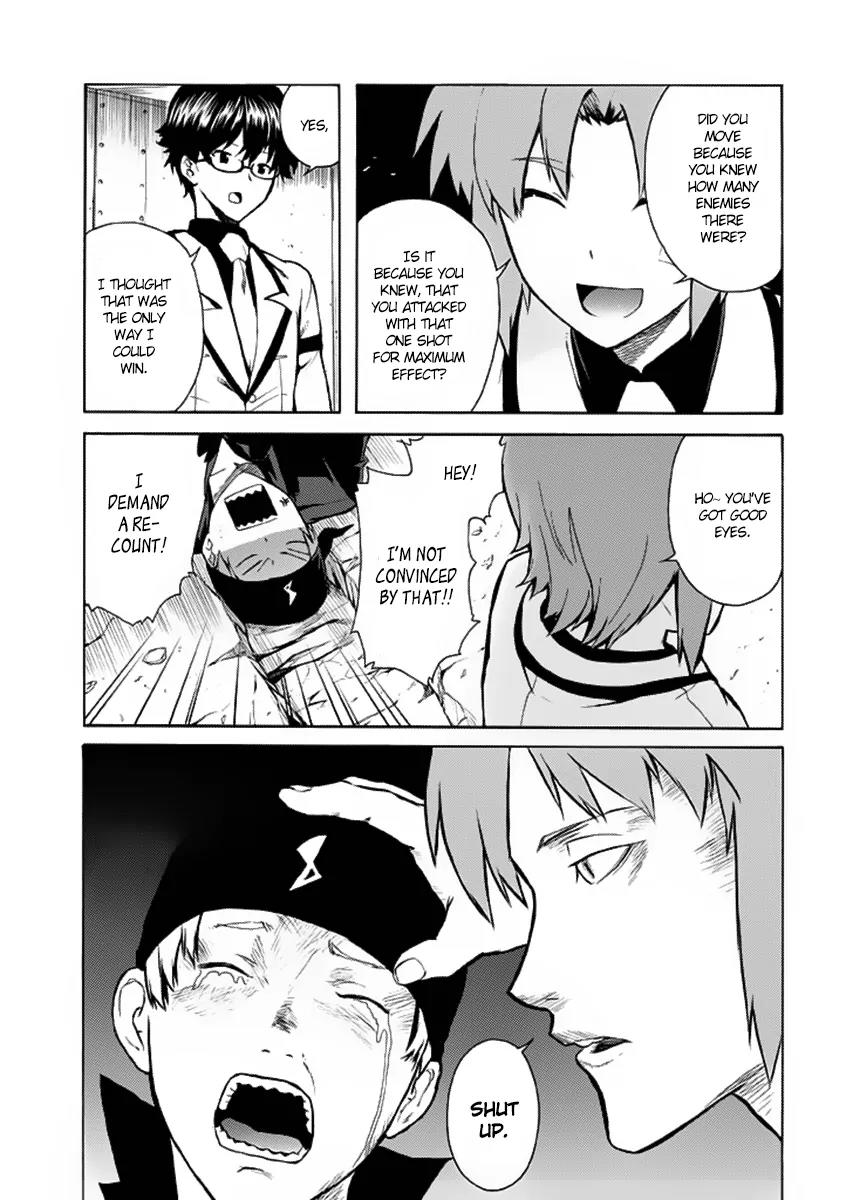 DID YOU
MOVE
BECAUSE
YOU KNEW
HOW MANY
ENEMIES
THERE
WERE?
IS IT
BECAUSE YOU
KNEW, THAT
YOU ATTACKED
WITH THAT
ONE SHOT
FOR MAXIMUM
EFFECT?
YES,
I THOUGHT
THAT WAS
THE ONLY
WAY I
COULD
WIN.
HO~ YOU'VE
GOT GOOD
EYES.
HEY!
I'M NOT
CONVINCED
BY THAT!!
I
DEMAND
A RE-
COUNT!
SHUT
UP.